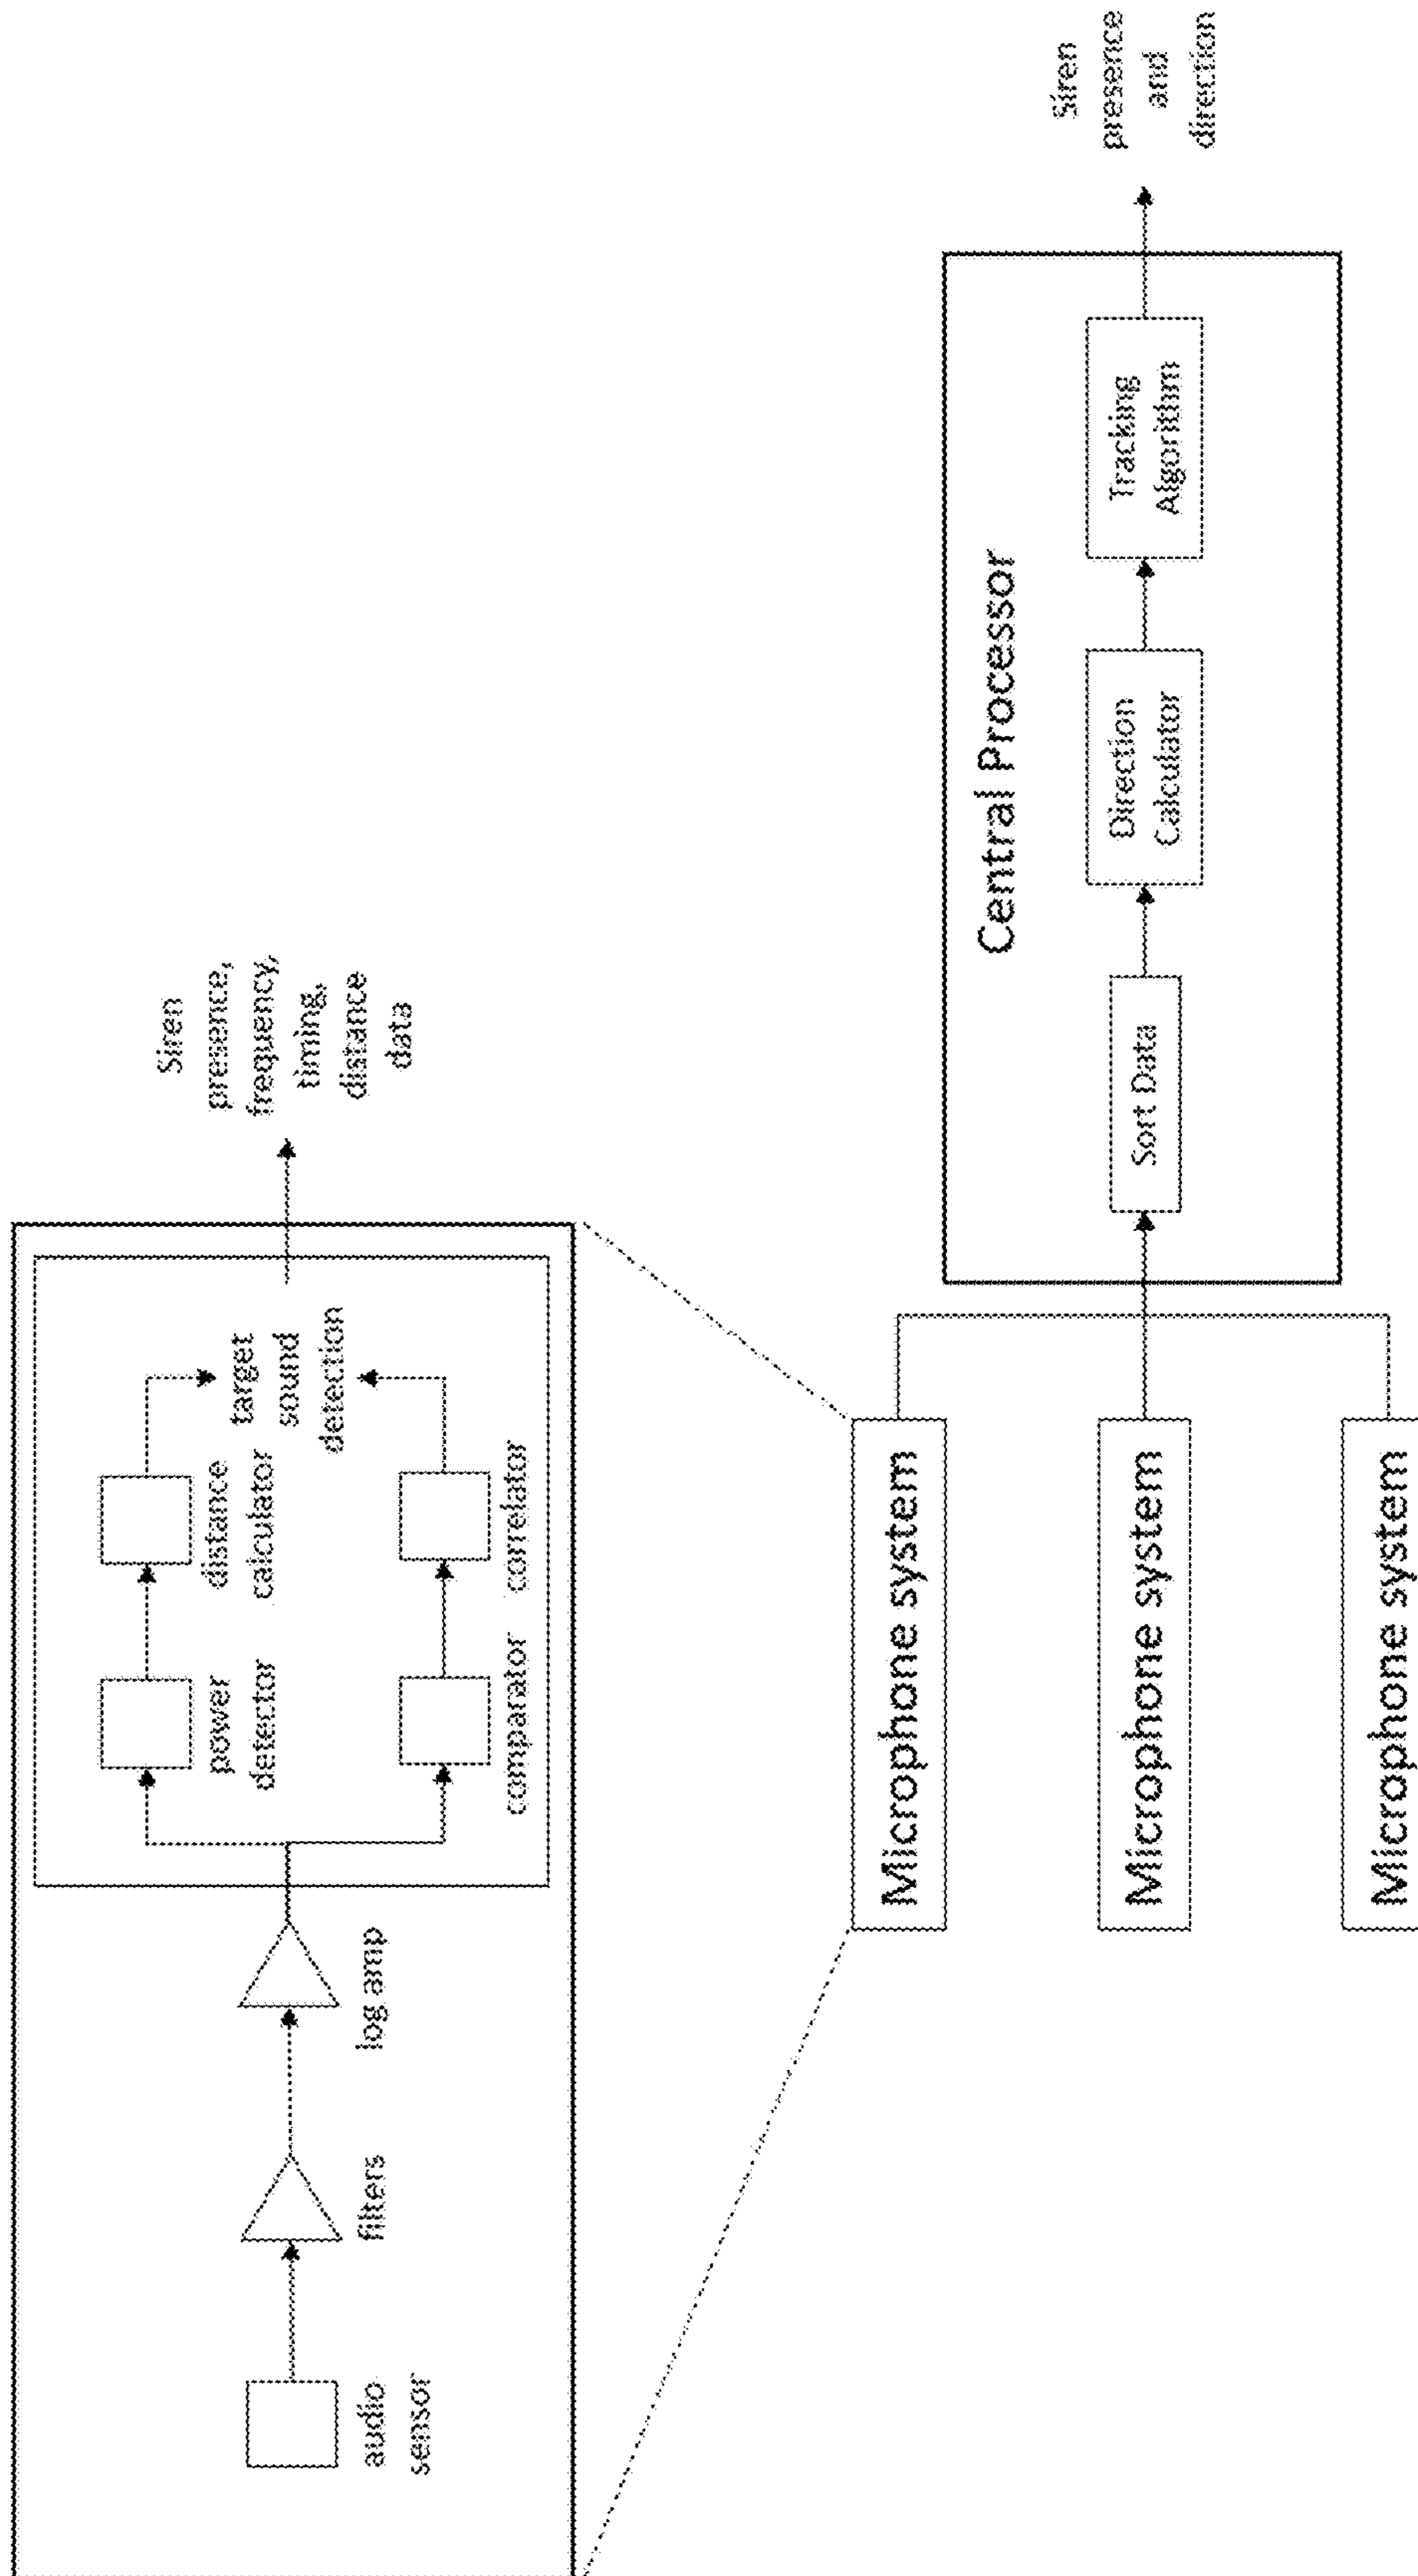 audio
sensor
filters
log amp
power
detector
distance
calculator
comparator
correlator
target
sound
detection
Siren
presence,
frequency,
timing,
distance
data
Microphone system
Microphone system
Microphone system
Central Processor
Sort Data
Direction
Calculator
Tracking
Algorithm
Siren
presence
and
direction